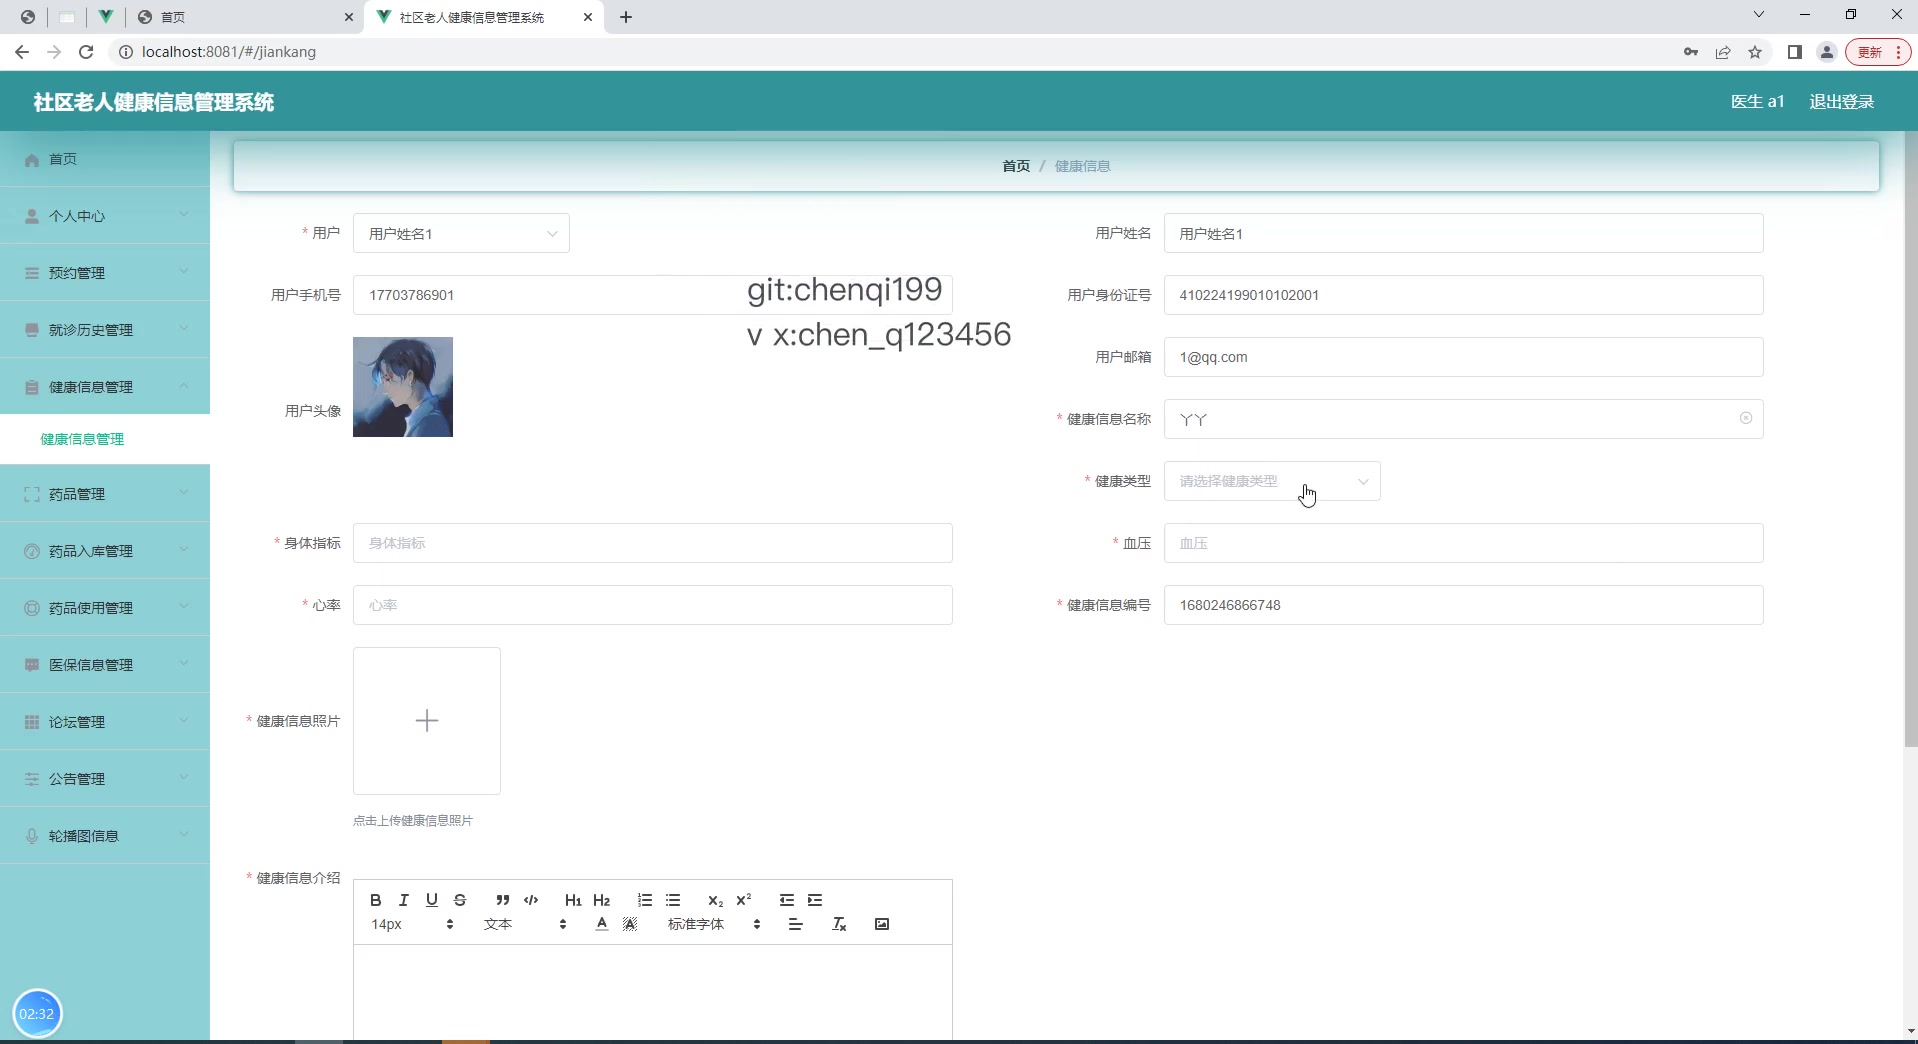 首页
社区老人健康信息管理系统
localhost:8081/#/jiankang
更新
社区老人健康信息管理系统
医生 a1
退出登录
首页
个人中心
预约管理
就诊历史管理
健康信息管理
健康信息管理
药品管理
药品入库管理
药品使用管理
医保信息管理
论坛管理
公告管理
轮播图信息
02:32
首页 / 健康信息
* 用户 用户姓名1
用户姓名 用户姓名1
用户手机号 17703786901
用户身份证号 410224199010102001
git:chenqi199
v x:chen_q123456
用户头像
用户邮箱 1@qq.com
* 健康信息名称 丫丫
* 健康类型 请选择健康类型
* 身体指标 身体指标
* 血压 血压
* 心率 心率
* 健康信息编号 1680246866748
* 健康信息照片
点击上传健康信息照片
* 健康信息介绍
B I U S H1 H2 X2 X2
14px 文本 A A 标准字体 Tx